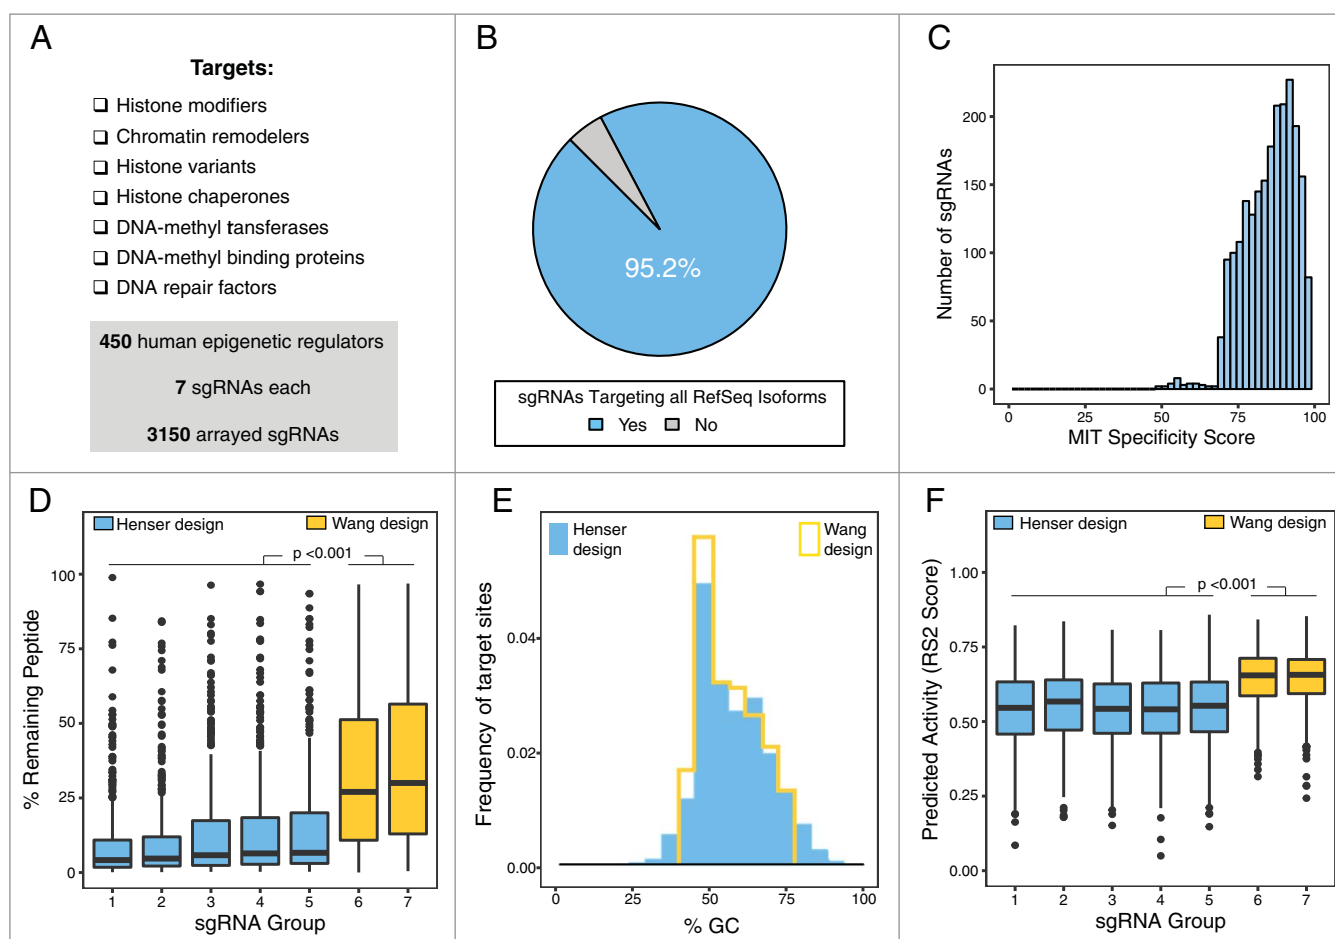 A
Targets:
Histone modifiers
Chromatin remodelers
Histone variants
Histone chaperones
DNA-methyl transferases
DNA-methyl binding proteins
DNA repair factors
450 human epigenetic regulators
7 sgRNAs each
3150 arrayed sgRNAs
B
95.2%
sgRNAs Targeting all RefSeq Isoforms
Yes No
C
Number of sgRNAs
200
150
100
50
0
0 25 50 75 100
MIT Specificity Score
D
Henser design Wang design
p <0.001
% Remaining Peptide
100
75
50
25
0
1 2 3 4 5 6 7
sgRNA Group
E
Henser design
Wang design
Frequency of target sites
0.04
0.02
0.00
0 25 50 75 100
% GC
F
Henser design Wang design
p <0.001
Predicted Activity (RS2 Score)
1.00
0.75
0.50
0.25
0.00
1 2 3 4 5 6 7
sgRNA Group